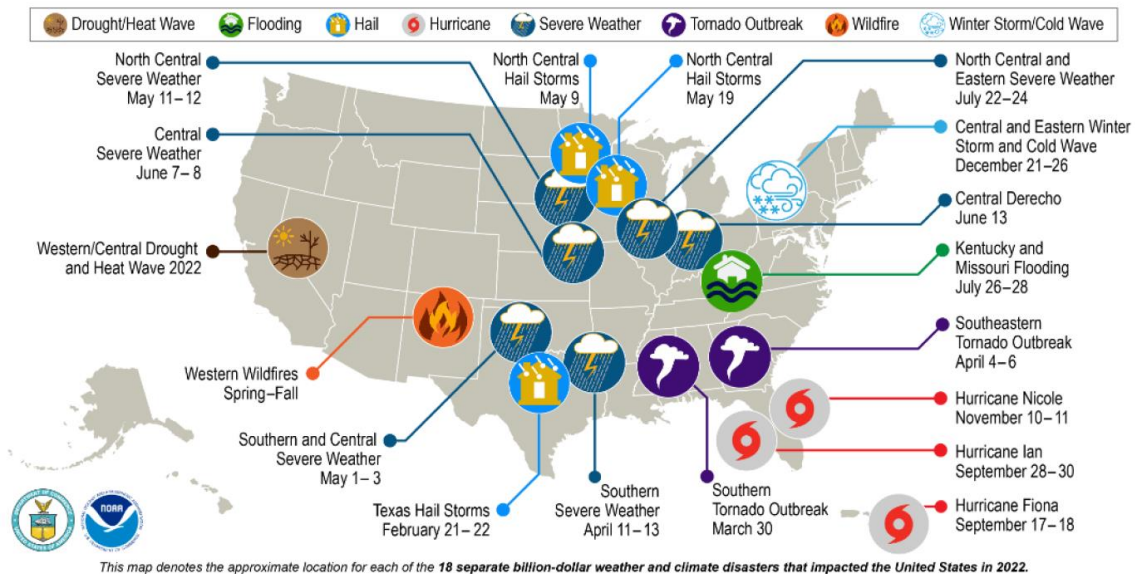 Drought/Heat Wave
Flooding
Hail
Hurricane
Severe Weather
Tornado Outbreak
Wildfire
Winter Storm/Cold Wave
North Central
Severe Weather
May 11–12
North Central
Hail Storms
May 9
North Central
Hail Storms
May 19
North Central and
Eastern Severe Weather
July 22–24
Central
Severe Weather
June 7–8
Central and Eastern Winter
Storm and Cold Wave
December 21–26
Central Derecho
June 13
Western/Central Drought
and Heat Wave 2022
Kentucky and
Missouri Flooding
July 26–28
Southeastern
Tornado Outbreak
April 4–6
Western Wildfires
Spring–Fall
Hurricane Nicole
November 10–11
Southern and Central
Severe Weather
May 1–3
Hurricane Ian
September 28–30
Texas Hail Storms
February 21–22
Southern
Severe Weather
April 11–13
Southern
Tornado Outbreak
March 30
Hurricane Fiona
September 17–18
NOAA
This map denotes the approximate location for each of the 18 separate billion-dollar weather and climate disasters that impacted the United States in 2022.